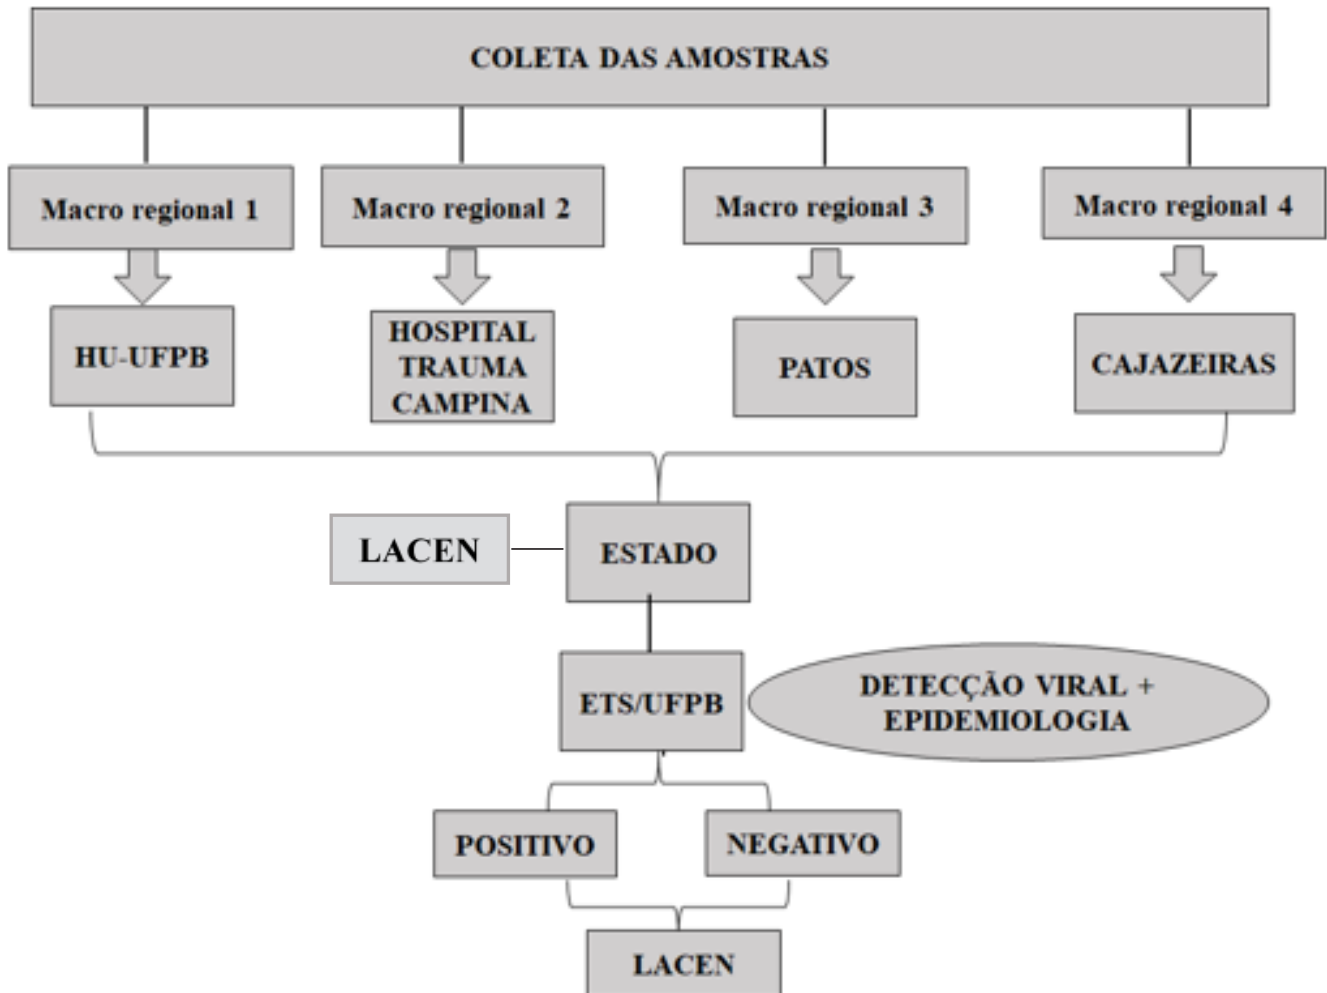 COLETA DAS AMOSTRAS
Macro regional 1
Macro regional 2
Macro regional 3
Macro regional 4
HU-UFPB
HOSPITAL
TRAUMA
CAMPINA
PATOS
CAJAZEIRAS
LACEN
ESTADO
ETS/UFPB
DETECÇÃO VIRAL +
EPIDEMIOLOGIA
POSITIVO
NEGATIVO
LACEN